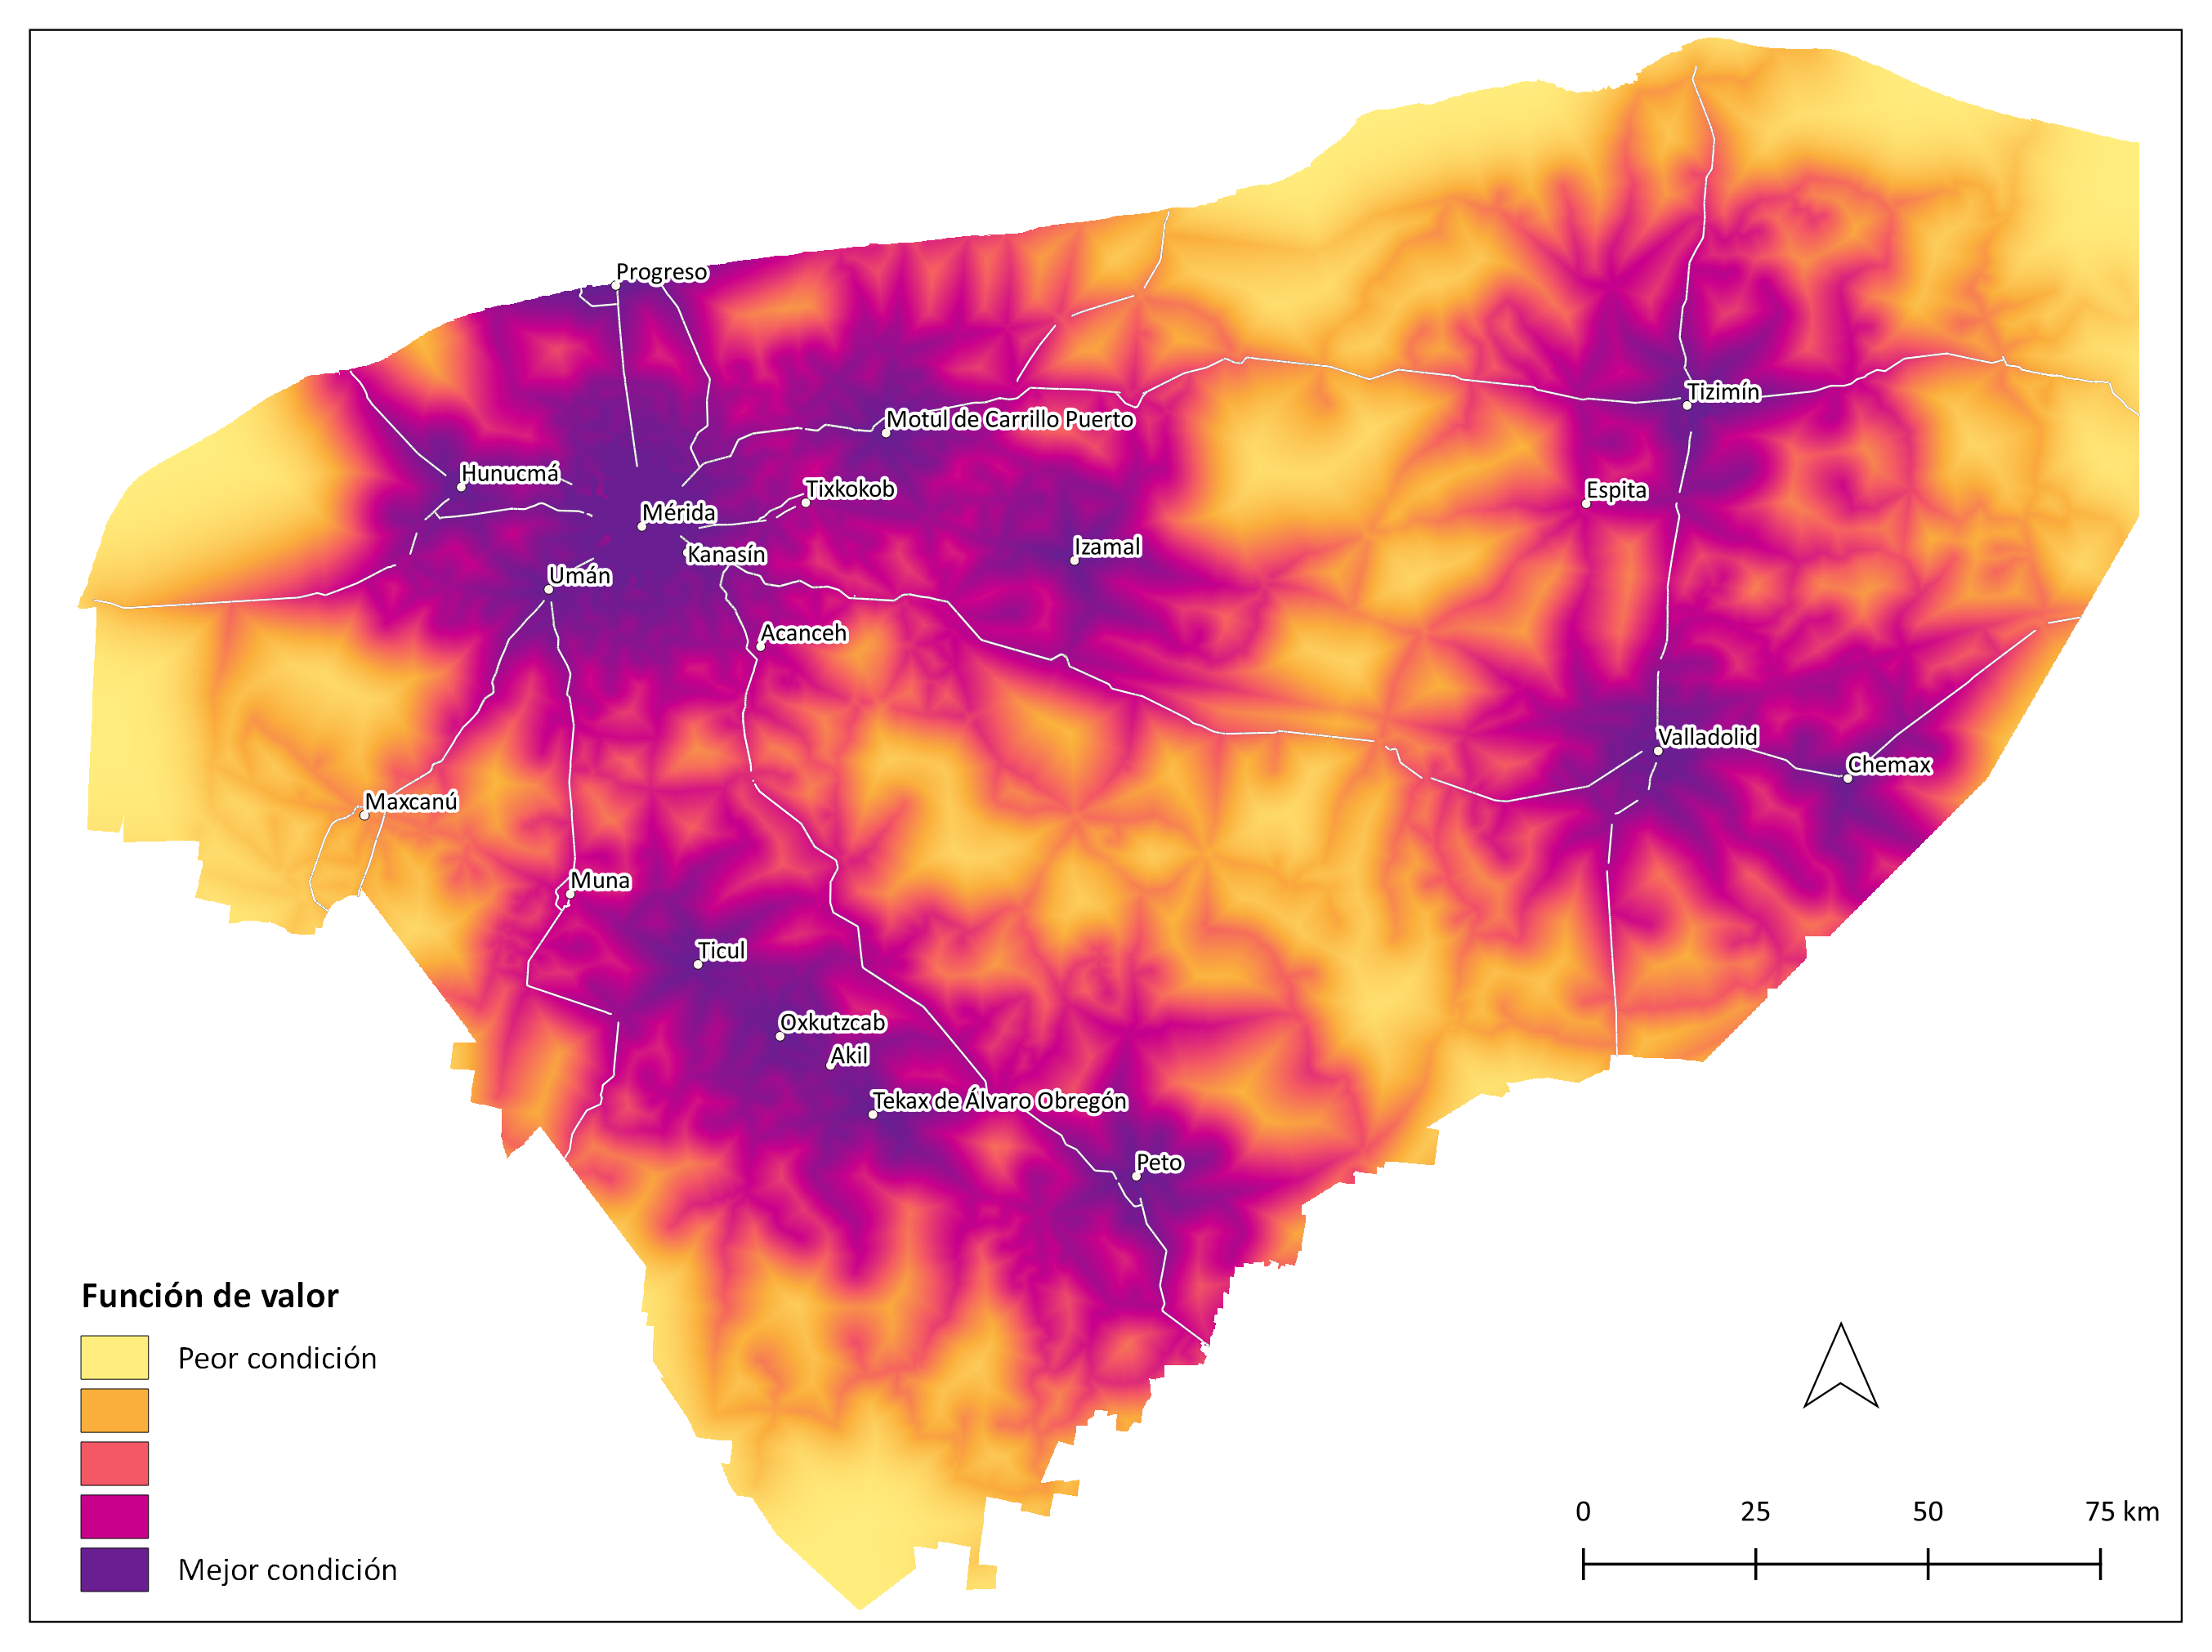 Progreso
Tizimín
Motul de Carrillo Puerto
Hunucmá
Tixkokob
Espita
Mérida
Izamal
Kanasín
Umán
Acanceh
Valladolid
Chemax
Maxcanú
Muna
Ticul
Oxkutzcab
Akil
Tekax de Álvaro Obregón
Peto
Función de valor
Peor condición
Mejor condición
0 25 50 75 km